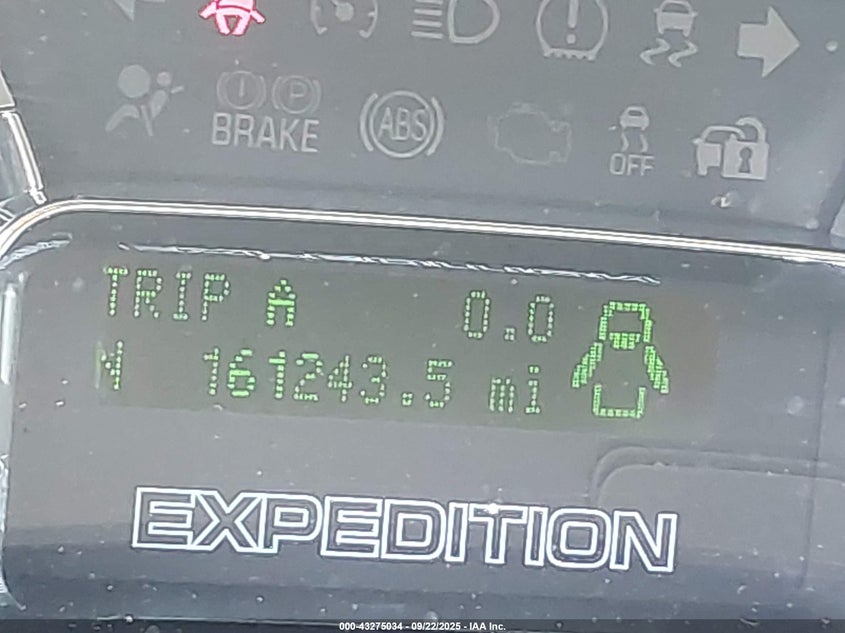 BRAKE
P
ABS
OFF
TRIP A 0.0
N 161243.5 mi
EXPEDITION
000-43275034 - 09/22/2025 - IAA Inc.